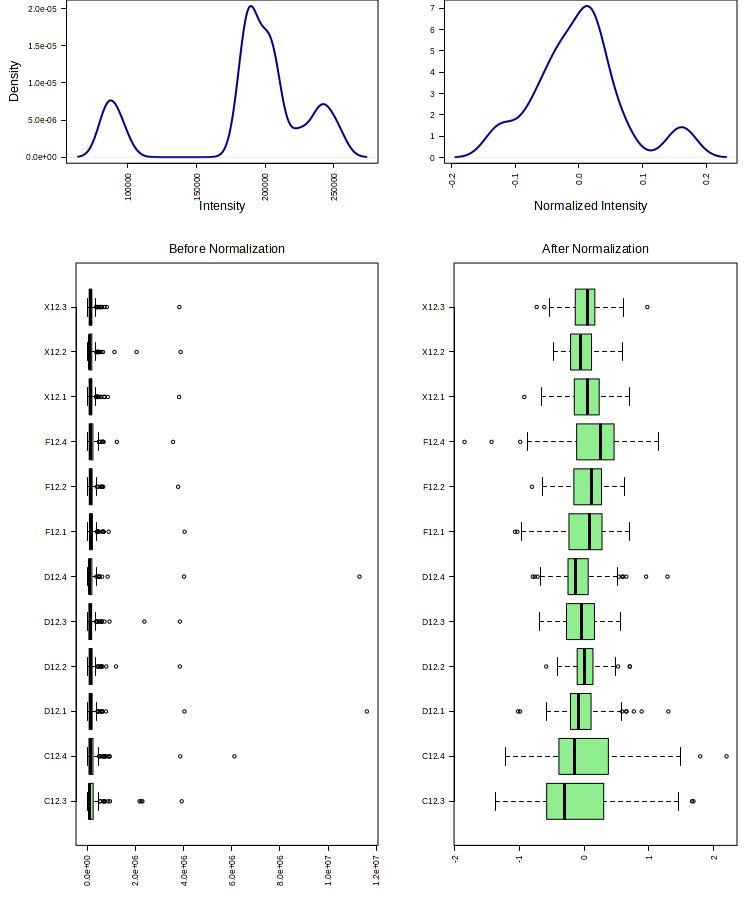 2.0e-05
1.5e-05
1.0e-05
5.0e-06
0.0e+00
Density
100000
150000
200000
250000
Intensity
7
6
5
4
3
2
1
0
-0.2
-0.1
0.0
0.1
0.2
Normalized Intensity
Before Normalization
X12.3
X12.2
X12.1
F12.4
F12.2
F12.1
D12.4
D12.3
D12.2
D12.1
C12.4
C12.3
0.0e+00
2.0e+06
4.0e+06
6.0e+06
8.0e+06
1.0e+07
1.2e+07
After Normalization
X12.3
X12.2
X12.1
F12.4
F12.2
F12.1
D12.4
D12.3
D12.2
D12.1
C12.4
C12.3
-2
-1
0
1
2